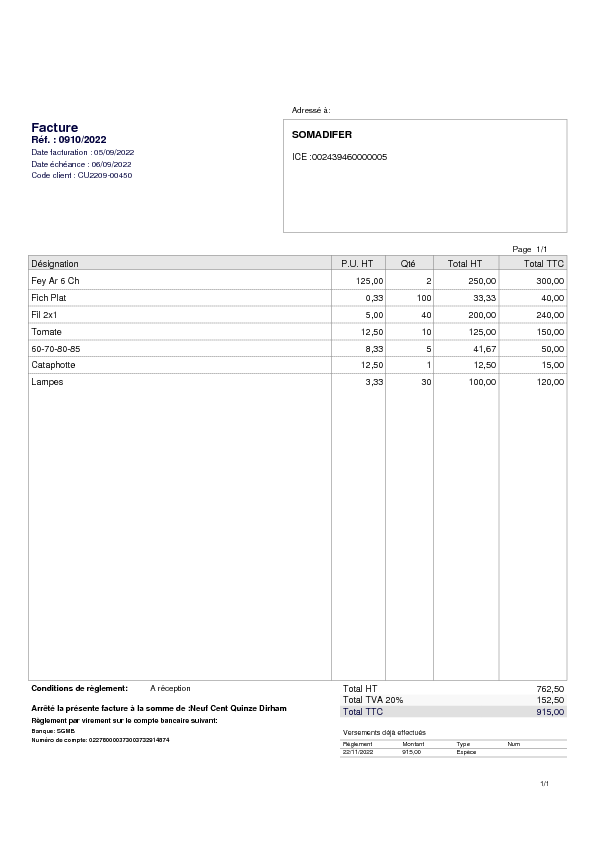 Adressé à:
Facture
Réf. : 0910/2022
Date facturation : 05/09/2022
Date échéance : 06/09/2022
Code client : CU2209-00450
SOMADIFER
ICE :002439460000005
Page 1/1
Désignation P.U. HT Qté Total HT Total TTC
Fey Ar 6 Ch 125,00 2 250,00 300,00
Fich Plat 0,33 100 33,33 40,00
Fil 2x1 5,00 40 200,00 240,00
Tomate 12,50 10 125,00 150,00
60-70-80-85 8,33 5 41,67 50,00
Cataphotte 12,50 1 12,50 15,00
Lampes 3,33 30 100,00 120,00
Conditions de règlement: A réception
Total HT 762,50
Total TVA 20% 152,50
Total TTC 915,00
Arrêté la présente facture à la somme de :Neuf Cent Quinze Dirham
Règlement par virement sur le compte bancaire suivant:
Banque: SGMB
Numéro de compte:
Versements déjà effectués
Règlement Montant Type Num
22/11/2022 915,00 Espèce
1/1